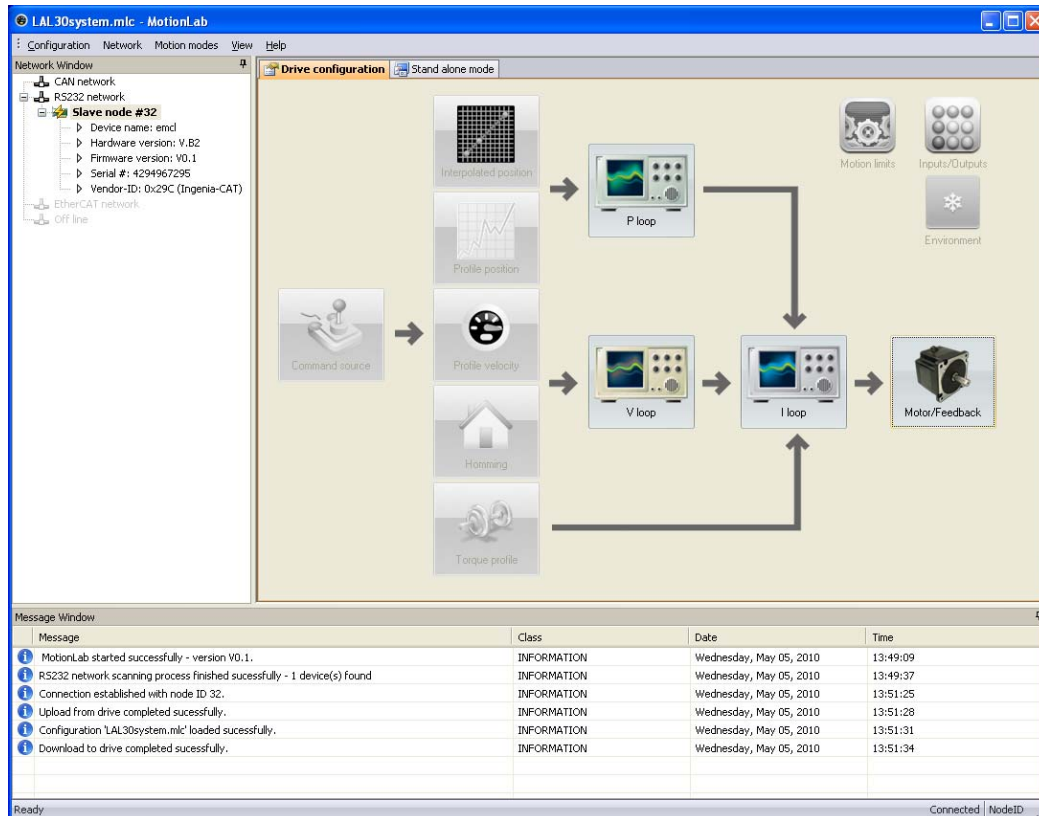 LAL30system.mlc - MotionLab
Configuration Network Motion modes View Help
Network Window
CAN network
RS232 network
Slave node #32
Device name: emcl
Hardware version: V.B2
Firmware version: V0.1
Serial #: 4294967295
Vendor-ID: 0x29C (Ingenia-CAT)
EtherCAT network
Off line
Drive configuration Stand alone mode
Interpolated position
P loop
Motion limits Inputs/Outputs
Environment
Profile position
Command source
Profile velocity
V loop
I loop
Motor/Feedback
Homming
Torque profile
Message Window
Message Class Date Time
MotionLab started successfully - version V0.1. INFORMATION Wednesday, May 05, 2010 13:49:09
RS232 network scanning process finished sucessfully - 1 device(s) found INFORMATION Wednesday, May 05, 2010 13:49:37
Connection established with node ID 32. INFORMATION Wednesday, May 05, 2010 13:51:25
Upload from drive completed sucessfully. INFORMATION Wednesday, May 05, 2010 13:51:28
Configuration 'LAL30system.mlc' loaded sucessfully. INFORMATION Wednesday, May 05, 2010 13:51:31
Download to drive completed sucessfully. INFORMATION Wednesday, May 05, 2010 13:51:34
Ready Connected NodeID